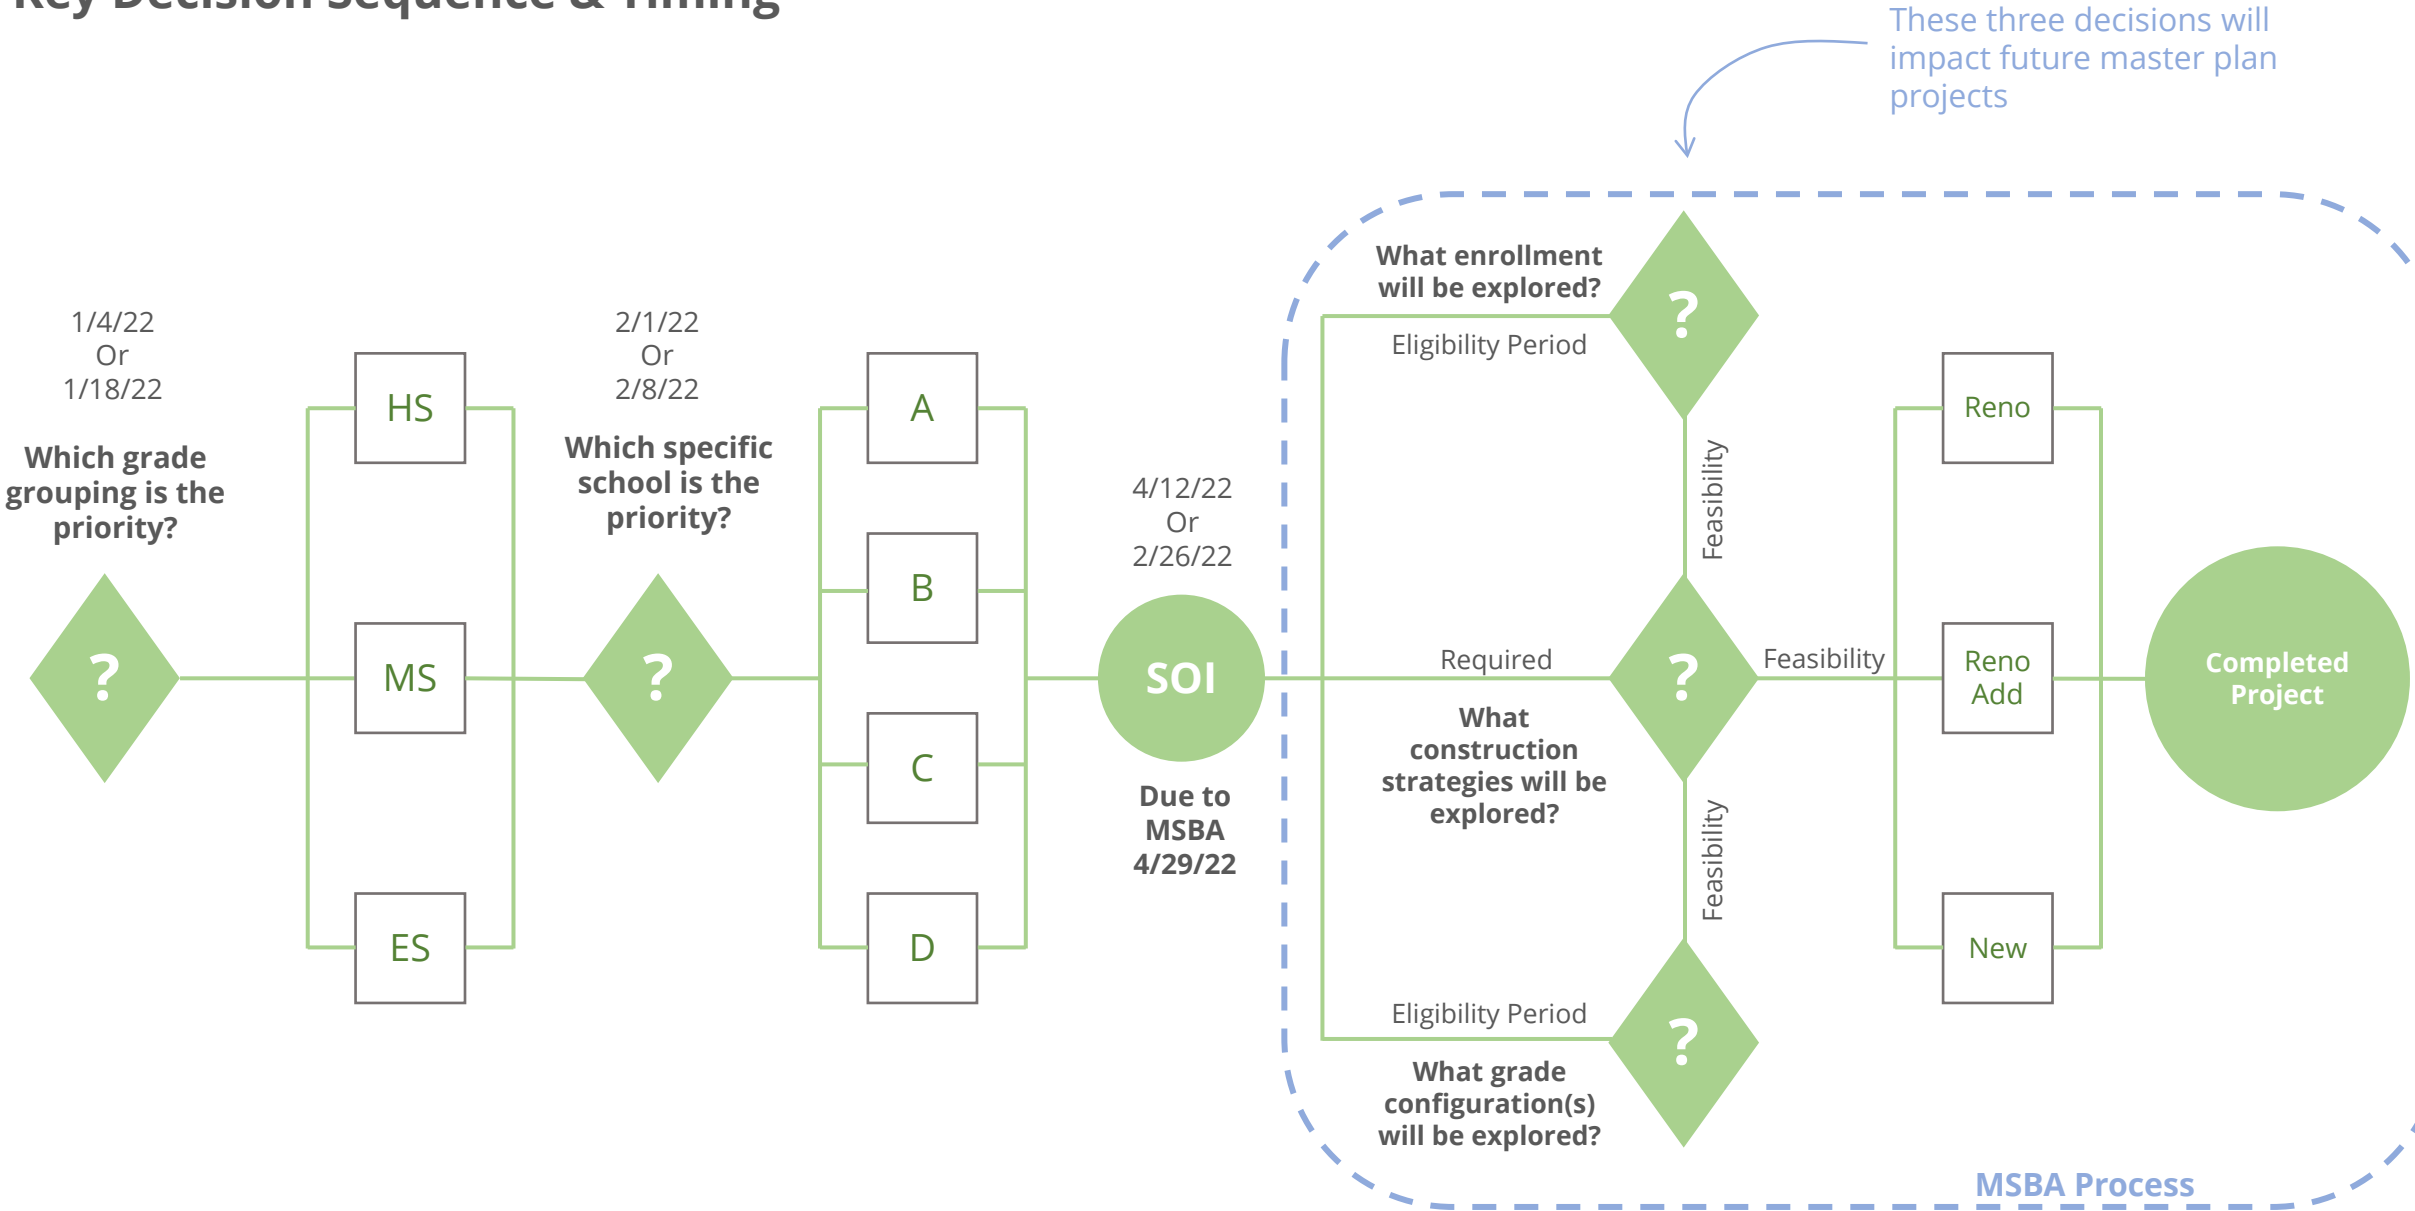 Key Decision Sequence & Timing
These three decisions will
impact future master plan
projects
1/4/22
Or
1/18/22
Which grade
grouping is the
priority?
?
HS
MS
ES
2/1/22
Or
2/8/22
Which specific
school is the
priority?
?
A
B
C
D
4/12/22
Or
2/26/22
SOI
Due to
MSBA
4/29/22
What enrollment
will be explored?
Eligibility Period
?
Feasibility
Required
What
construction
strategies will be
explored?
?
Feasibility
Feasibility
Eligibility Period
What grade
configuration(s)
will be explored?
?
Reno
Reno
Add
New
Completed
Project
MSBA Process